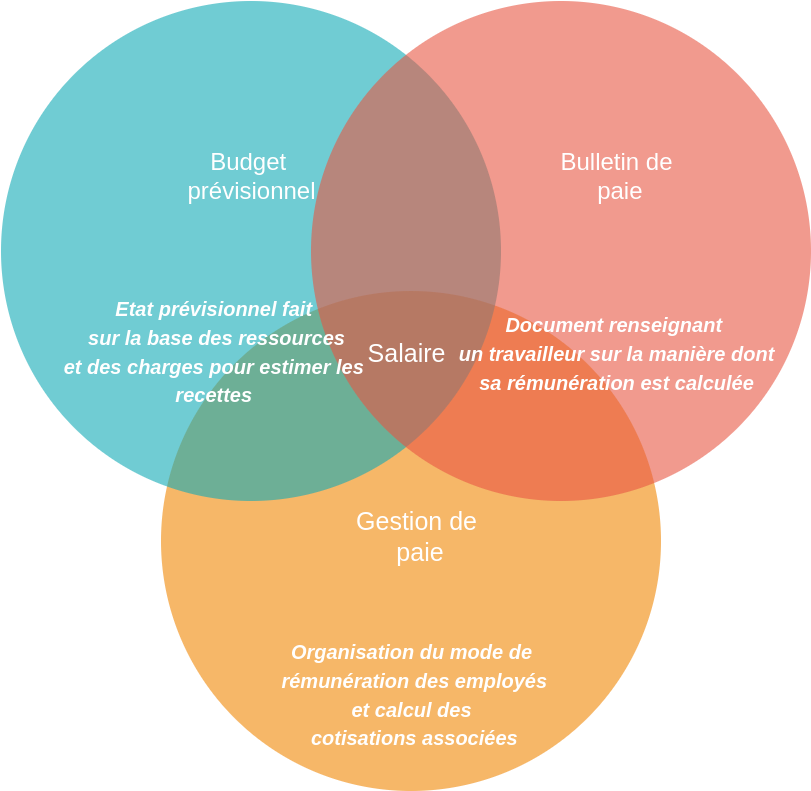 Budget
prévisionnel
Bulletin de
paie
Etat prévisionnel fait
sur la base des ressources
et des charges pour estimer les
recettes
Salaire
Document renseignant
un travailleur sur la manière dont
sa rémunération est calculée
Gestion de
paie
Organisation du mode de
rémunération des employés
et calcul des
cotisations associées